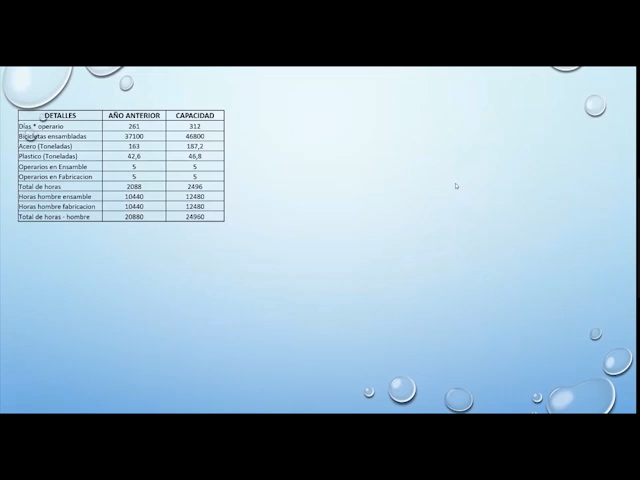 DETALLES AÑO ANTERIOR CAPACIDAD
Días * operario 261 312
Bicicletas ensambladas 37100 46800
Acero (Toneladas) 163 187,2
Plastico (Toneladas) 42,6 46,8
Operarios en Ensamble 5 5
Operarios en Fabricacion 5 5
Total de horas 2088 2496
Horas hombre ensamble 10440 12480
Horas hombre fabricacion 10440 12480
Total de horas - hombre 20880 24960